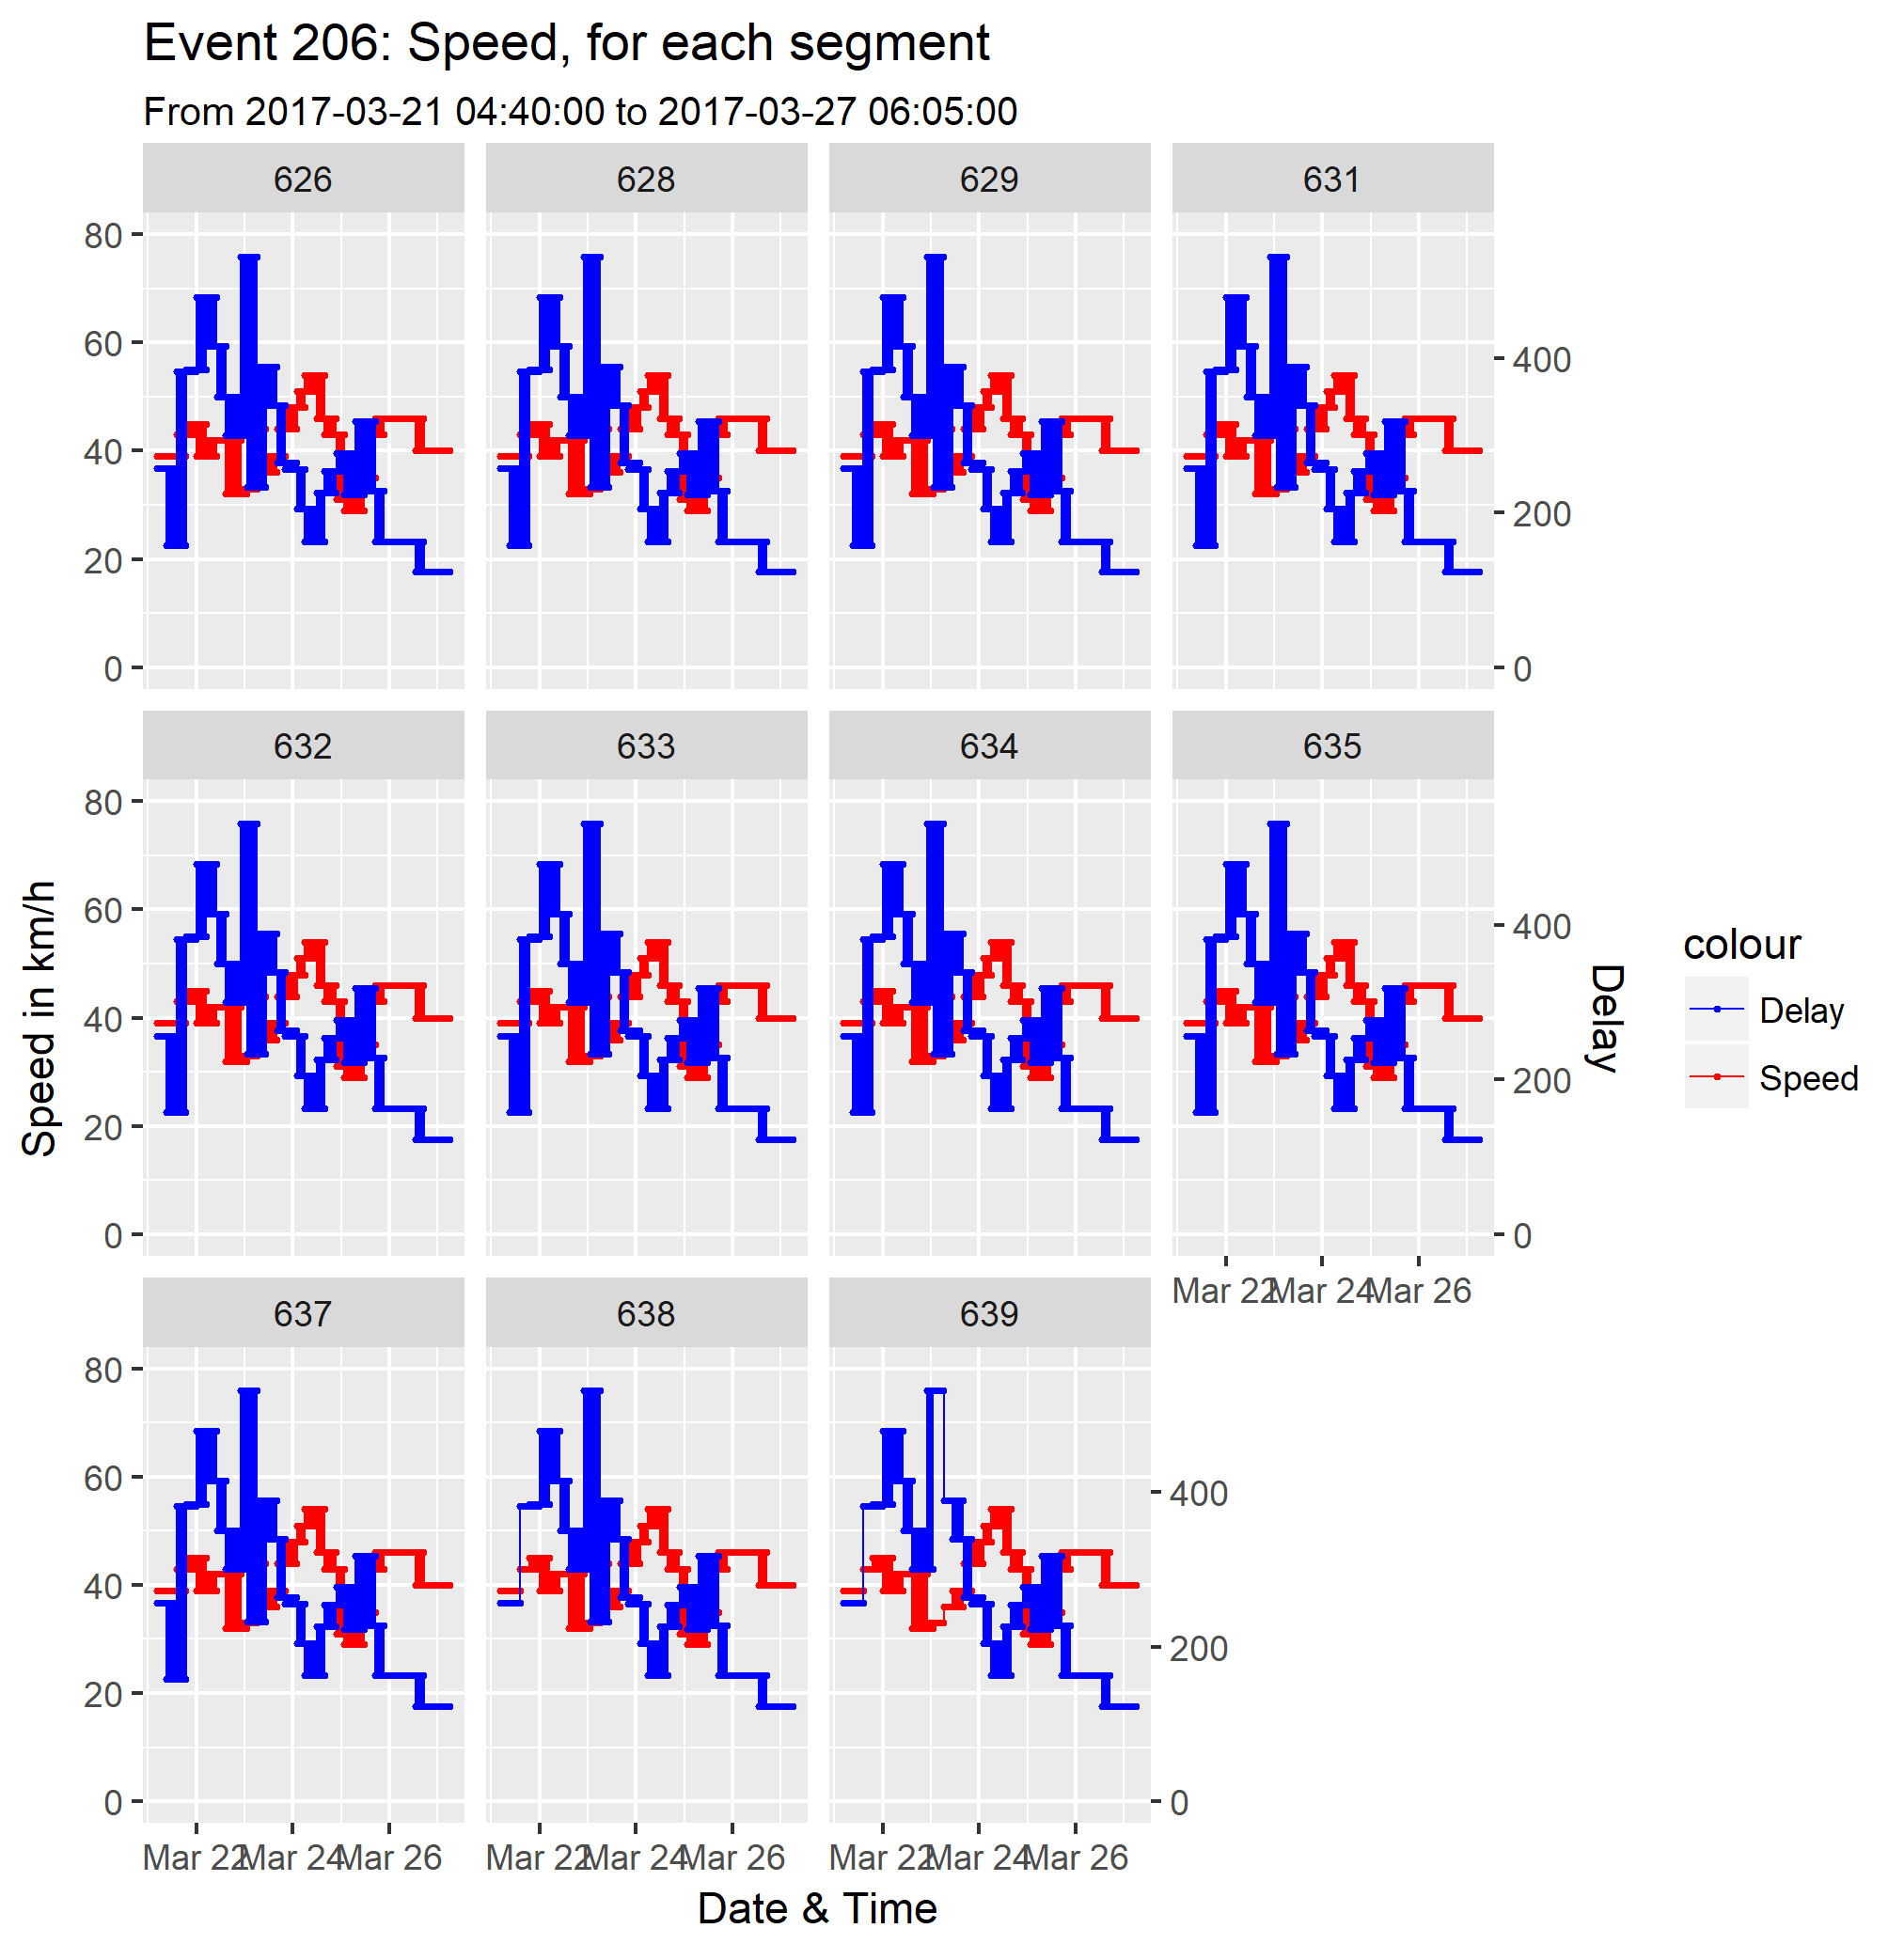 Event 206: Speed, for each segment
From 2017-03-21 04:40:00 to 2017-03-27 06:05:00
626 628 629 631
80
60
40
20
0
400
200
0
632 633 634 635
80
60
40
20
0
400
200
0
Mar 22 Mar 24 Mar 26
637 638 639
80
60
40
20
0
400
200
0
Mar 22 Mar 24 Mar 26 Mar 22 Mar 24 Mar 26 Mar 22 Mar 24 Mar 26
Date & Time
Speed in km/h
Delay
colour
Delay
Speed